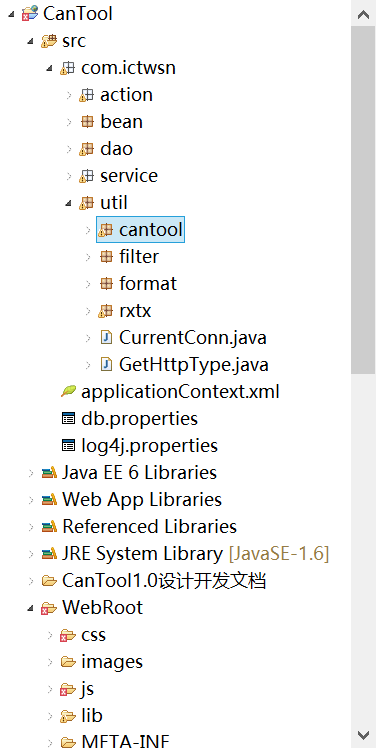 CanTool
src
com.ictwsn
action
bean
dao
service
util
cantool
filter
format
rxtx
CurrentConn.java
GetHttpType.java
applicationContext.xml
db.properties
log4j.properties
Java EE 6 Libraries
Web App Libraries
Referenced Libraries
JRE System Library [JavaSE-1.6]
CanTool1.0设计开发文档
WebRoot
css
images
js
lib
META-INF